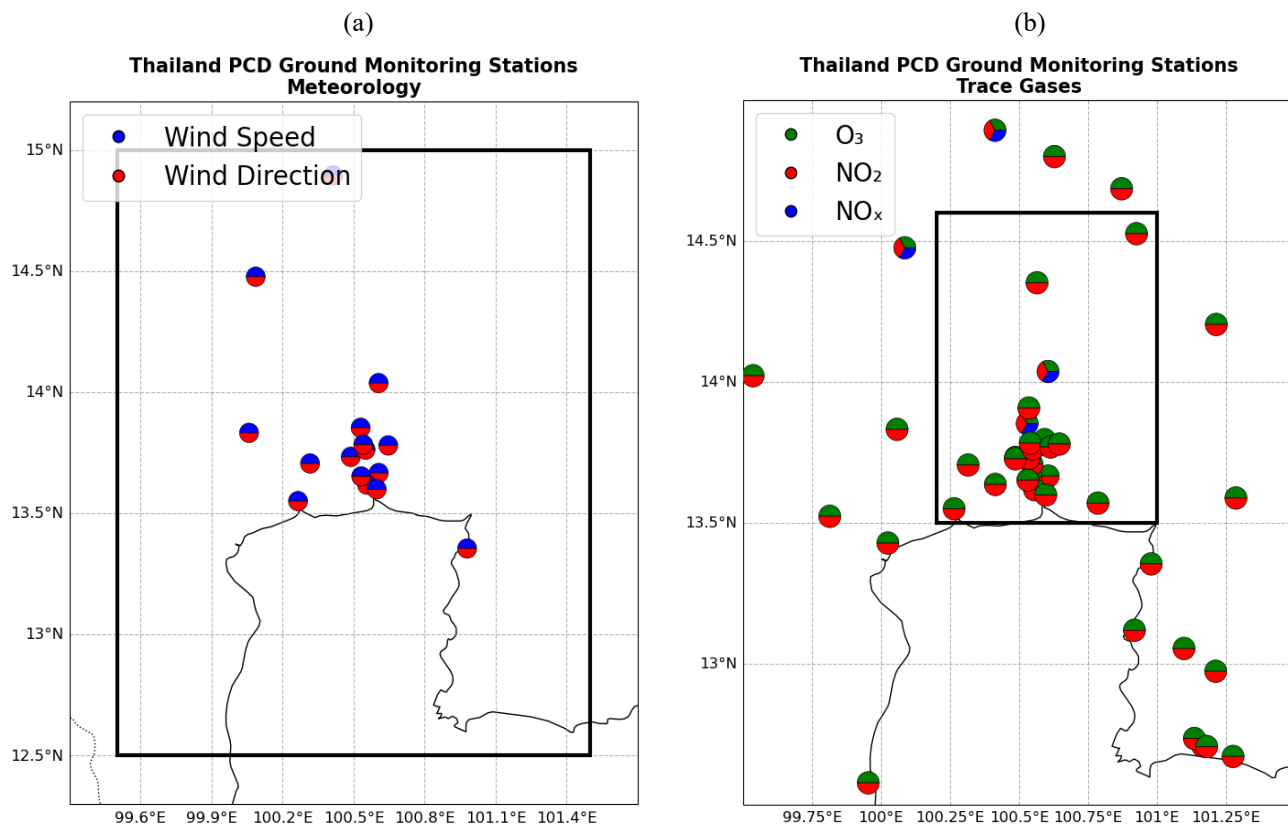 (a)
Thailand PCD Ground Monitoring Stations
Meteorology
Wind Speed
Wind Direction
15°N
14.5°N
14°N
13.5°N
13°N
12.5°N
99.6°E 99.9°E 100.2°E 100.5°E 100.8°E 101.1°E 101.4°E
(b)
Thailand PCD Ground Monitoring Stations
Trace Gases
O₃
NO₂
NOₓ
14.5°N
14°N
13.5°N
13°N
99.75°E 100°E 100.25°E 100.5°E 100.75°E 101°E 101.25°E